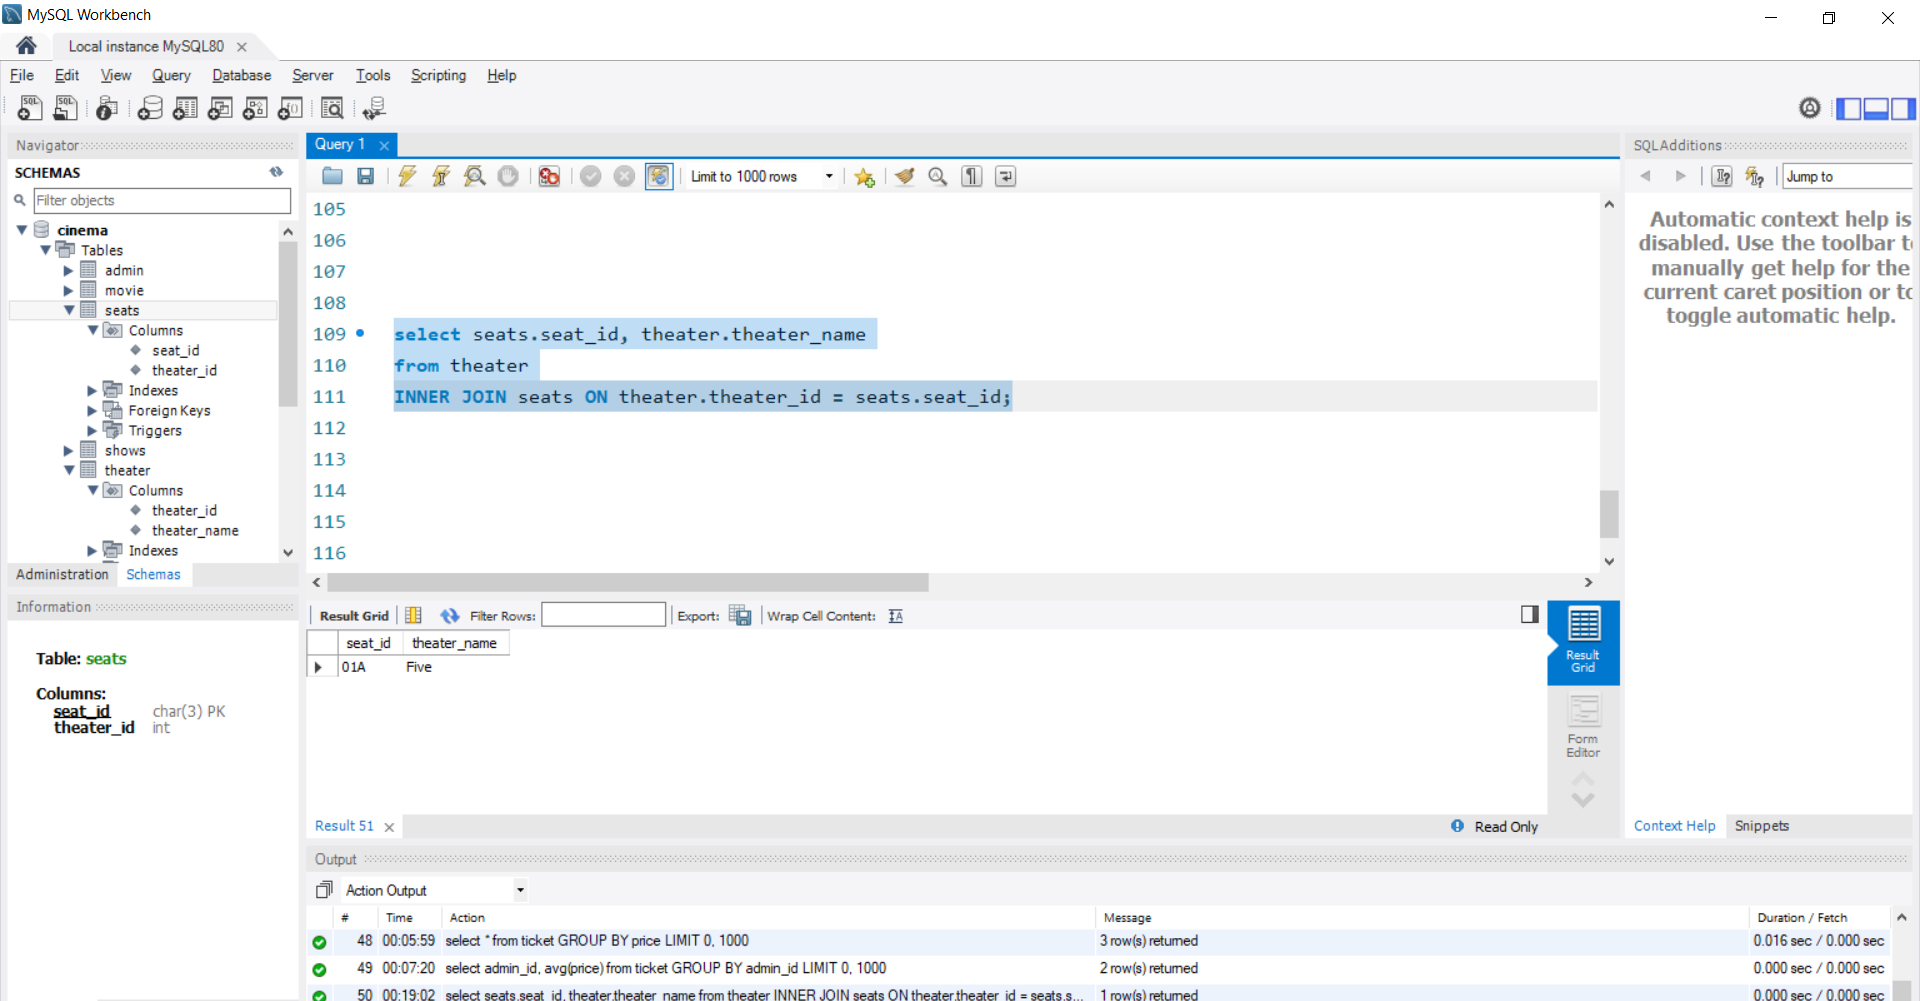 MySQL Workbench
Local instance MySQL80
File Edit View Query Database Server Tools Scripting Help
Navigator
SCHEMAS
Filter objects
cinema
Tables
admin
movie
seats
Columns
seat_id
theater_id
Indexes
Foreign Keys
Triggers
shows
theater
Columns
theater_id
theater_name
Indexes
Administration Schemas
Information
Table: seats
Columns:
seat_id char(3) PK
theater_id int
Query 1
Limit to 1000 rows
105
106
107
108
109 select seats.seat_id, theater.theater_name
110 from theater
111 INNER JOIN seats ON theater.theater_id = seats.seat_id;
112
113
114
115
116
Result Grid Filter Rows: Export: Wrap Cell Content:
seat_id theater_name
01A Five
Result Grid
Form Editor
Result 51
Read Only
SQLAdditions
Jump to
Automatic context help is
disabled. Use the toolbar to
manually get help for the
current caret position or to
toggle automatic help.
Context Help Snippets
Output
Action Output
# Time Action Message Duration / Fetch
48 00:05:59 select * from ticket GROUP BY price LIMIT 0, 1000 3 row(s) returned 0.016 sec / 0.000 sec
49 00:07:20 select admin_id, avg(price) from ticket GROUP BY admin_id LIMIT 0, 1000 2 row(s) returned 0.000 sec / 0.000 sec
50 00:19:02 select seats.seat_id, theater.theater_name from theater INNER JOIN seats ON theater.theater_id = seats.s... 1 row(s) returned 0.000 sec / 0.000 sec